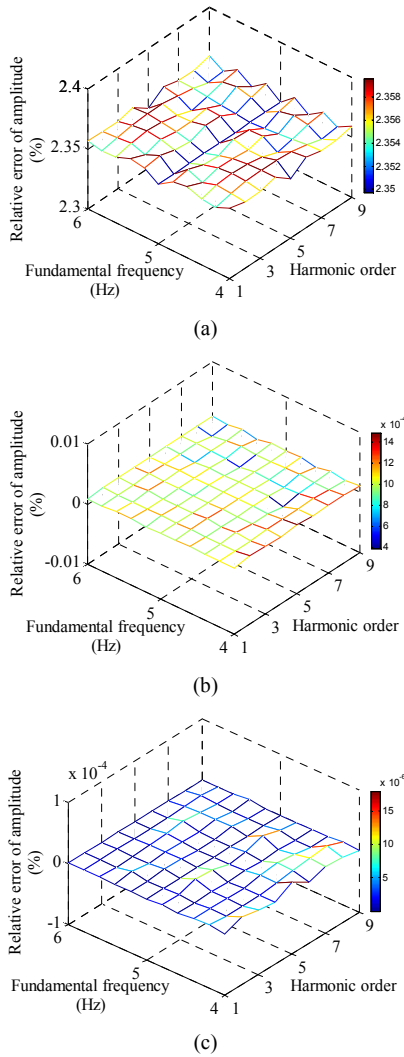 2.4
2.35
2.3
Relative error of amplitude
(%)
6
5
4
Fundamental frequency
(Hz)
1
3
5
7
9
Harmonic order
2.358
2.356
2.354
2.352
2.35
(a)
0.01
0
-0.01
Relative error of amplitude
(%)
6
5
4
Fundamental frequency
(Hz)
1
3
5
7
9
Harmonic order
x 10-4
14
12
10
8
6
4
(b)
x 10-4
1
0
-1
Relative error of amplitude
(%)
6
5
4
Fundamental frequency
(Hz)
1
3
5
7
9
Harmonic order
x 10-6
15
10
5
(c)